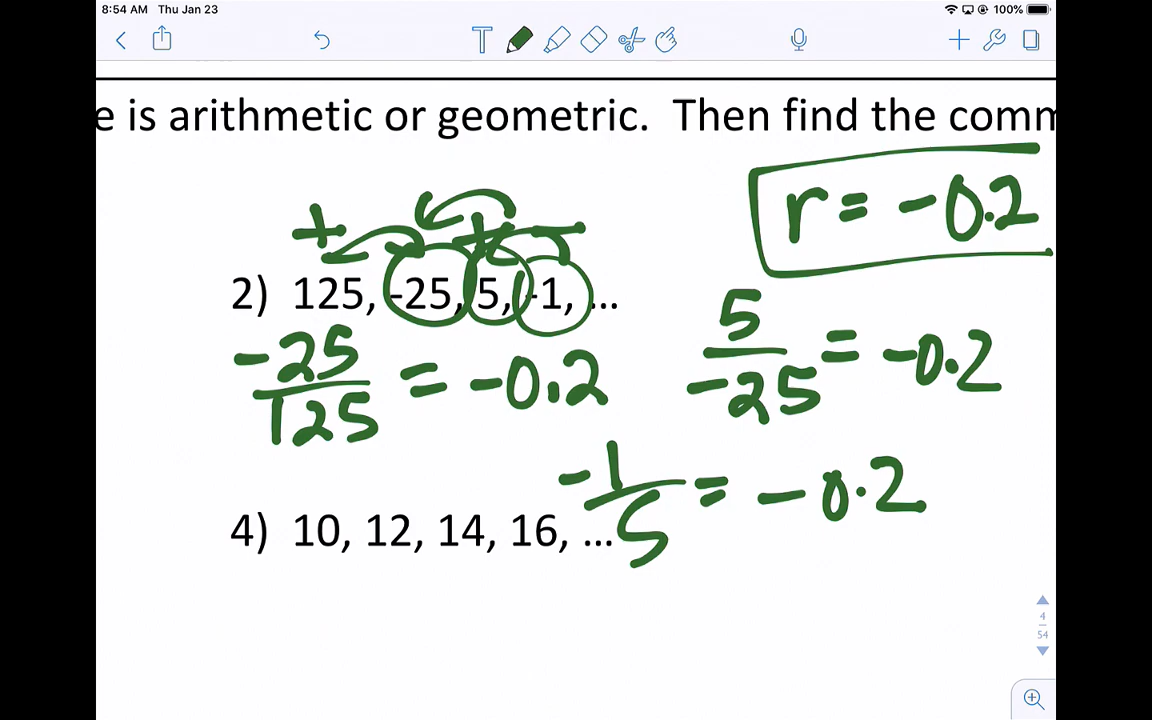 8:54 AM Thu Jan 23 100%
T
e is arithmetic or geometric. Then find the comm
r = -0.2
+ +
2) 125, -25, 5, -1, ...
-25/125 = -0.2
5/-25 = -0.2
-1/5 = -0.2
4) 10, 12, 14, 16, ...
4
54